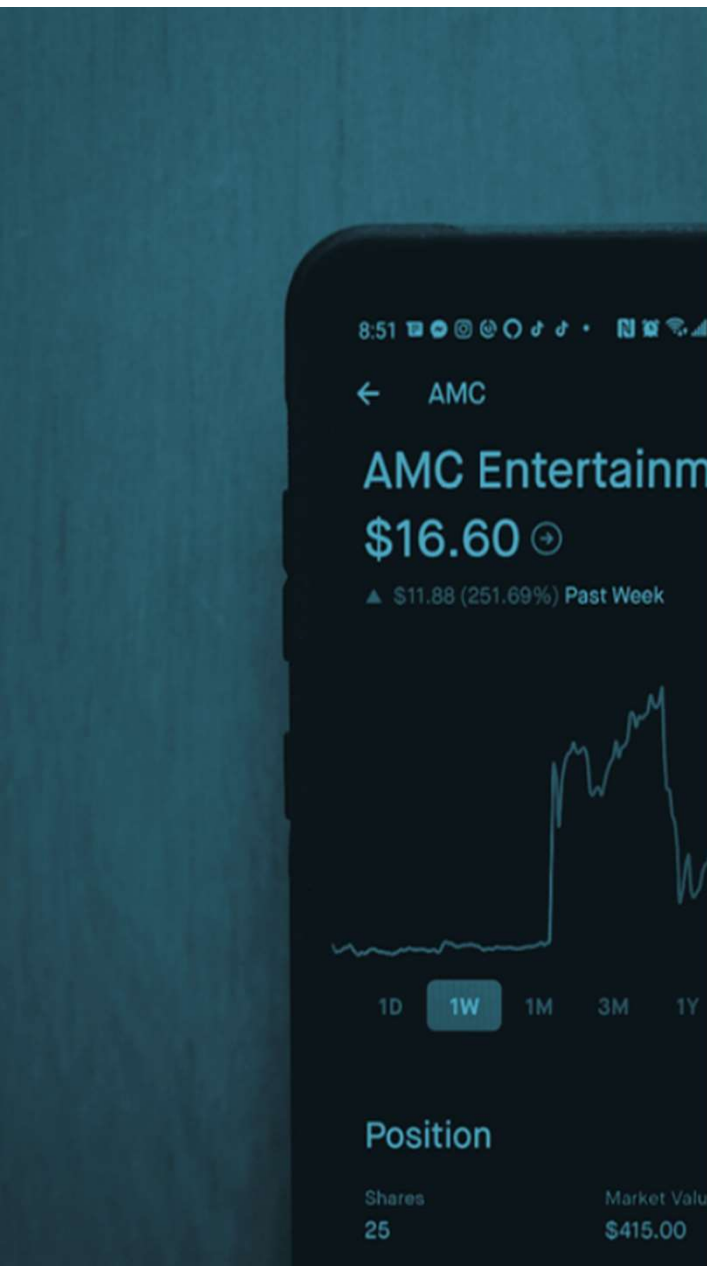 8:51
AMC
AMC Entertainm
$16.60
▲ $11.88 (251.69%) Past Week
1D 1W 1M 3M 1Y
Position
Shares Market Valu
25 $415.00